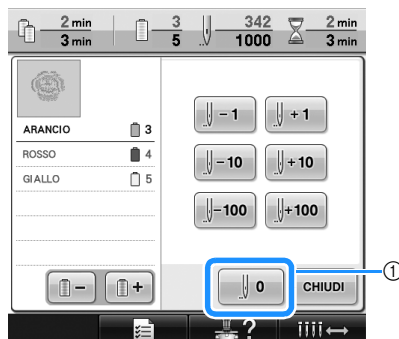 2 min 3 342 2 min
3 min 5 1000 3 min
ARANCIO 3
ROSSO 4
GIALLO 5
- 1 + 1
- 10 + 10
-100 +100
- +
0 CHUDI
1
?